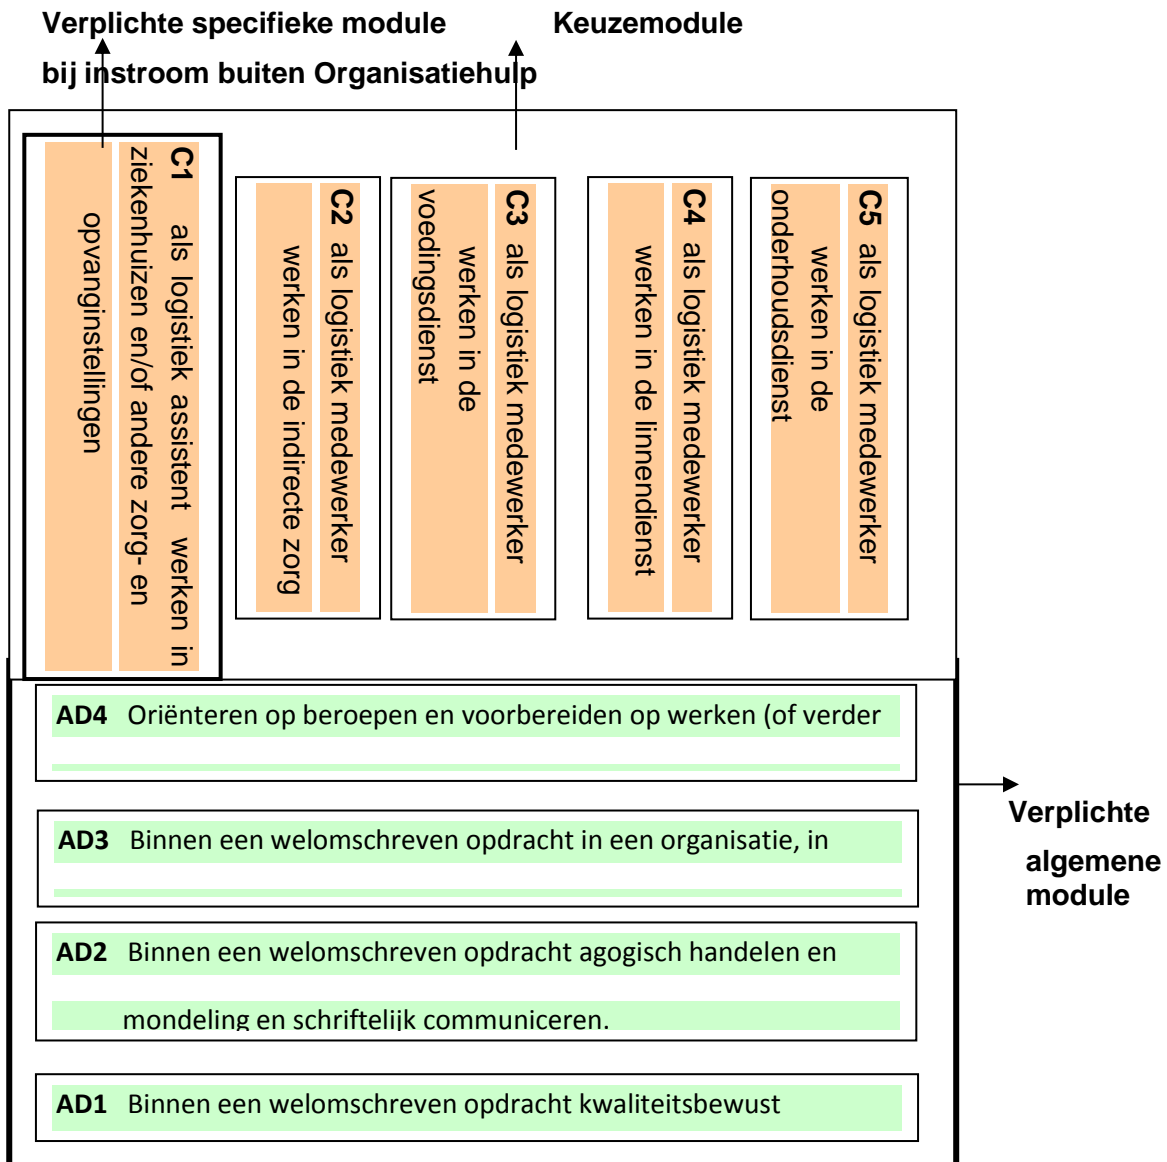 Verplichte specifieke module
bij instroom buiten Organisatiehulp
Keuzemodule
C1 als logistiek assistent werken in
ziekenhuizen en/of andere zorg- en
opvanginstellingen
C2 als logistiek medewerker
werken in de indirecte zorg
C3 als logistiek medewerker
werken in de
voedingsdienst
C4 als logistiek medewerker
werken in de linnendienst
C5 als logistiek medewerker
werken in de
onderhoudsdienst
AD4 Oriënteren op beroepen en voorbereiden op werken (of verder
AD3 Binnen een welomschreven opdracht in een organisatie, in
AD2 Binnen een welomschreven opdracht agogisch handelen en
mondeling en schriftelijk communiceren.
AD1 Binnen een welomschreven opdracht kwaliteitsbewust
Verplichte
algemene
module